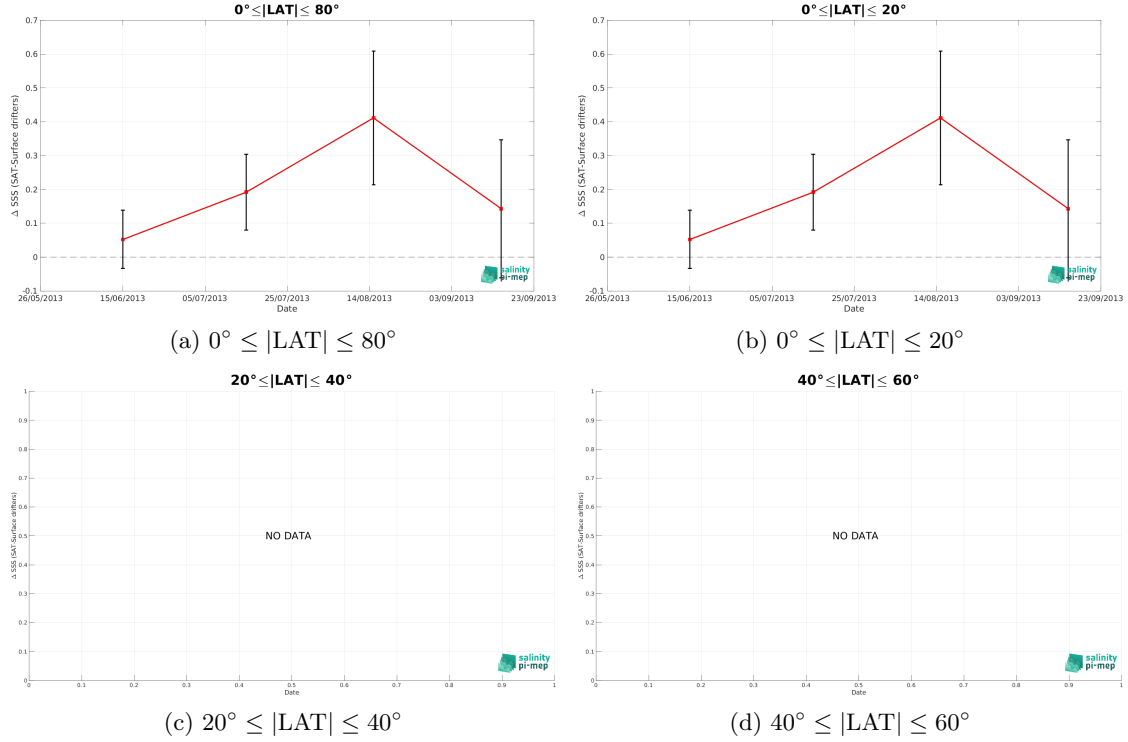 0°≤|LAT|≤ 80°
Δ SSS (SAT-Surface drifters)
0.7
0.6
0.5
0.4
0.3
0.2
0.1
0
-0.1
26/05/2013 15/06/2013 05/07/2013 25/07/2013 14/08/2013 03/09/2013 23/09/2013
Date
salinity
pi-mep
(a) 0° ≤ |LAT| ≤ 80°
0°≤|LAT|≤ 20°
Δ SSS (SAT-Surface drifters)
0.7
0.6
0.5
0.4
0.3
0.2
0.1
0
-0.1
26/05/2013 15/06/2013 05/07/2013 25/07/2013 14/08/2013 03/09/2013 23/09/2013
Date
salinity
pi-mep
(b) 0° ≤ |LAT| ≤ 20°
20°≤|LAT|≤ 40°
Δ SSS (SAT-Surface drifters)
1
0.9
0.8
0.7
0.6
0.5
0.4
0.3
0.2
0.1
0
NO DATA
0 0.1 0.2 0.3 0.4 0.5 0.6 0.7 0.8 0.9 1
Date
salinity
pi-mep
(c) 20° ≤ |LAT| ≤ 40°
40°≤|LAT|≤ 60°
Δ SSS (SAT-Surface drifters)
1
0.9
0.8
0.7
0.6
0.5
0.4
0.3
0.2
0.1
0
NO DATA
0 0.1 0.2 0.3 0.4 0.5 0.6 0.7 0.8 0.9 1
Date
salinity
pi-mep
(d) 40° ≤ |LAT| ≤ 60°